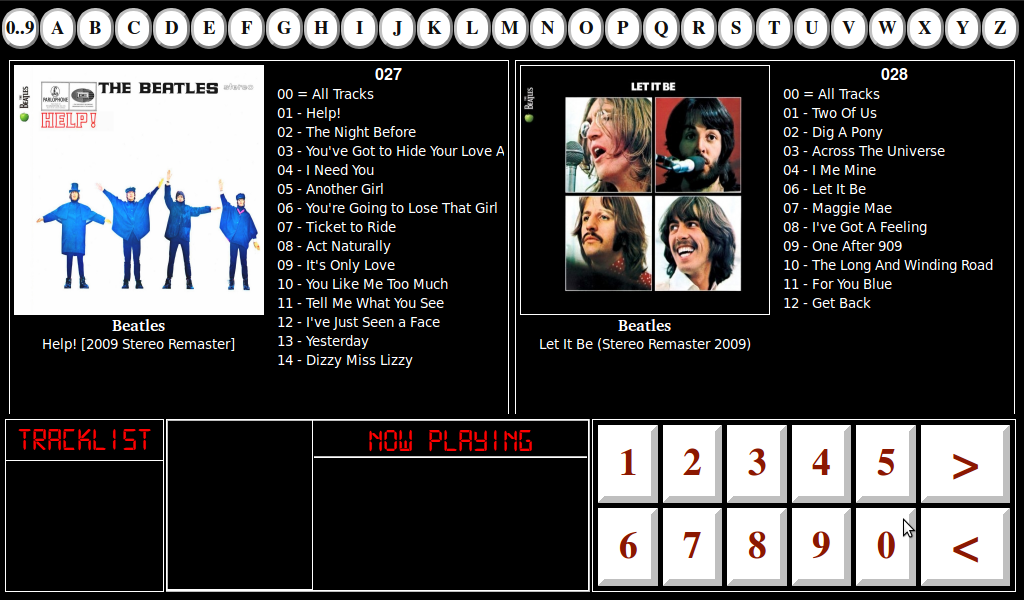 0..9 A B C D E F G H I J K L M N O P Q R S T U V W X Y Z
Beatles
PARLOPHONE
THE BEATLES stereo
HELP!
Beatles
Help! [2009 Stereo Remaster]
027
00 = All Tracks
01 - Help!
02 - The Night Before
03 - You've Got to Hide Your Love A
04 - I Need You
05 - Another Girl
06 - You're Going to Lose That Girl
07 - Ticket to Ride
08 - Act Naturally
09 - It's Only Love
10 - You Like Me Too Much
11 - Tell Me What You See
12 - I've Just Seen a Face
13 - Yesterday
14 - Dizzy Miss Lizzy
Beatles
LET IT BE
Beatles
Let It Be (Stereo Remaster 2009)
028
00 = All Tracks
01 - Two Of Us
02 - Dig A Pony
03 - Across The Universe
04 - I Me Mine
06 - Let It Be
07 - Maggie Mae
08 - I've Got A Feeling
09 - One After 909
10 - The Long And Winding Road
11 - For You Blue
12 - Get Back
TRACKLIST
NOW PLAYING
1 2 3 4 5 >
6 7 8 9 0 <